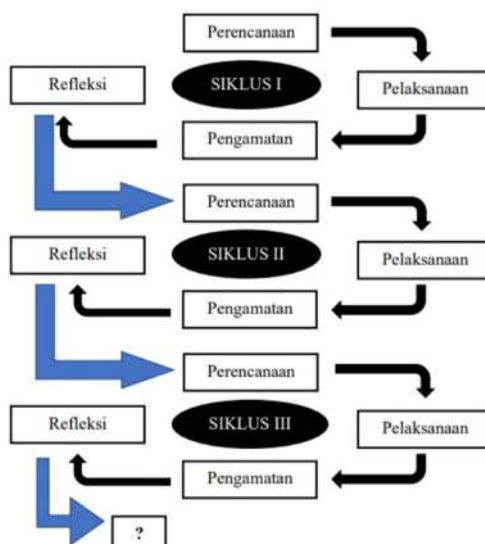 Perencanaan
Refleksi
SIKLUS I
Pelaksanaan
Pengamatan
Perencanaan
Refleksi
SIKLUS II
Pelaksanaan
Pengamatan
Perencanaan
Refleksi
SIKLUS III
Pelaksanaan
Pengamatan
?